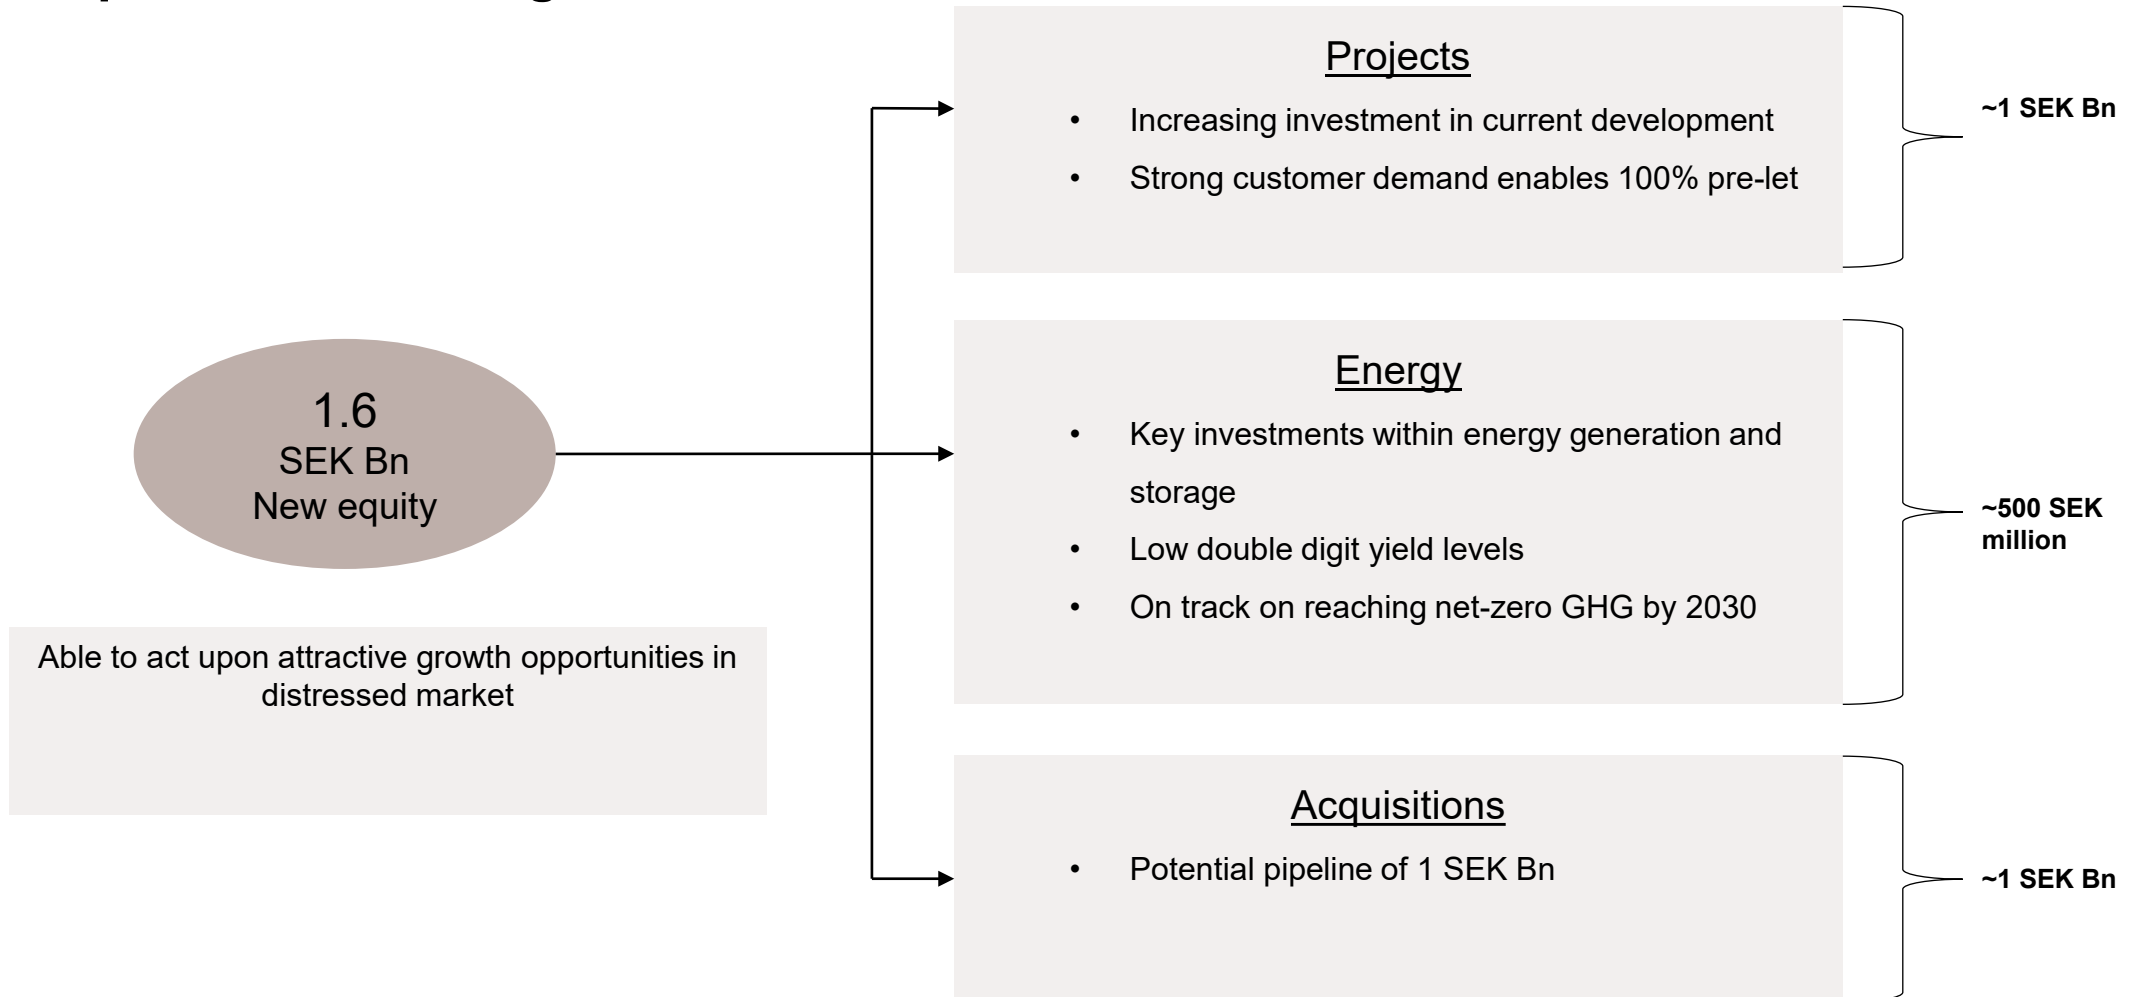 1.6
SEK Bn
New equity
Able to act upon attractive growth opportunities in
distressed market
Projects
• Increasing investment in current development
• Strong customer demand enables 100% pre-let
~1 SEK Bn
Energy
• Key investments within energy generation and
storage
• Low double digit yield levels
• On track on reaching net-zero GHG by 2030
~500 SEK
million
Acquisitions
• Potential pipeline of 1 SEK Bn
~1 SEK Bn